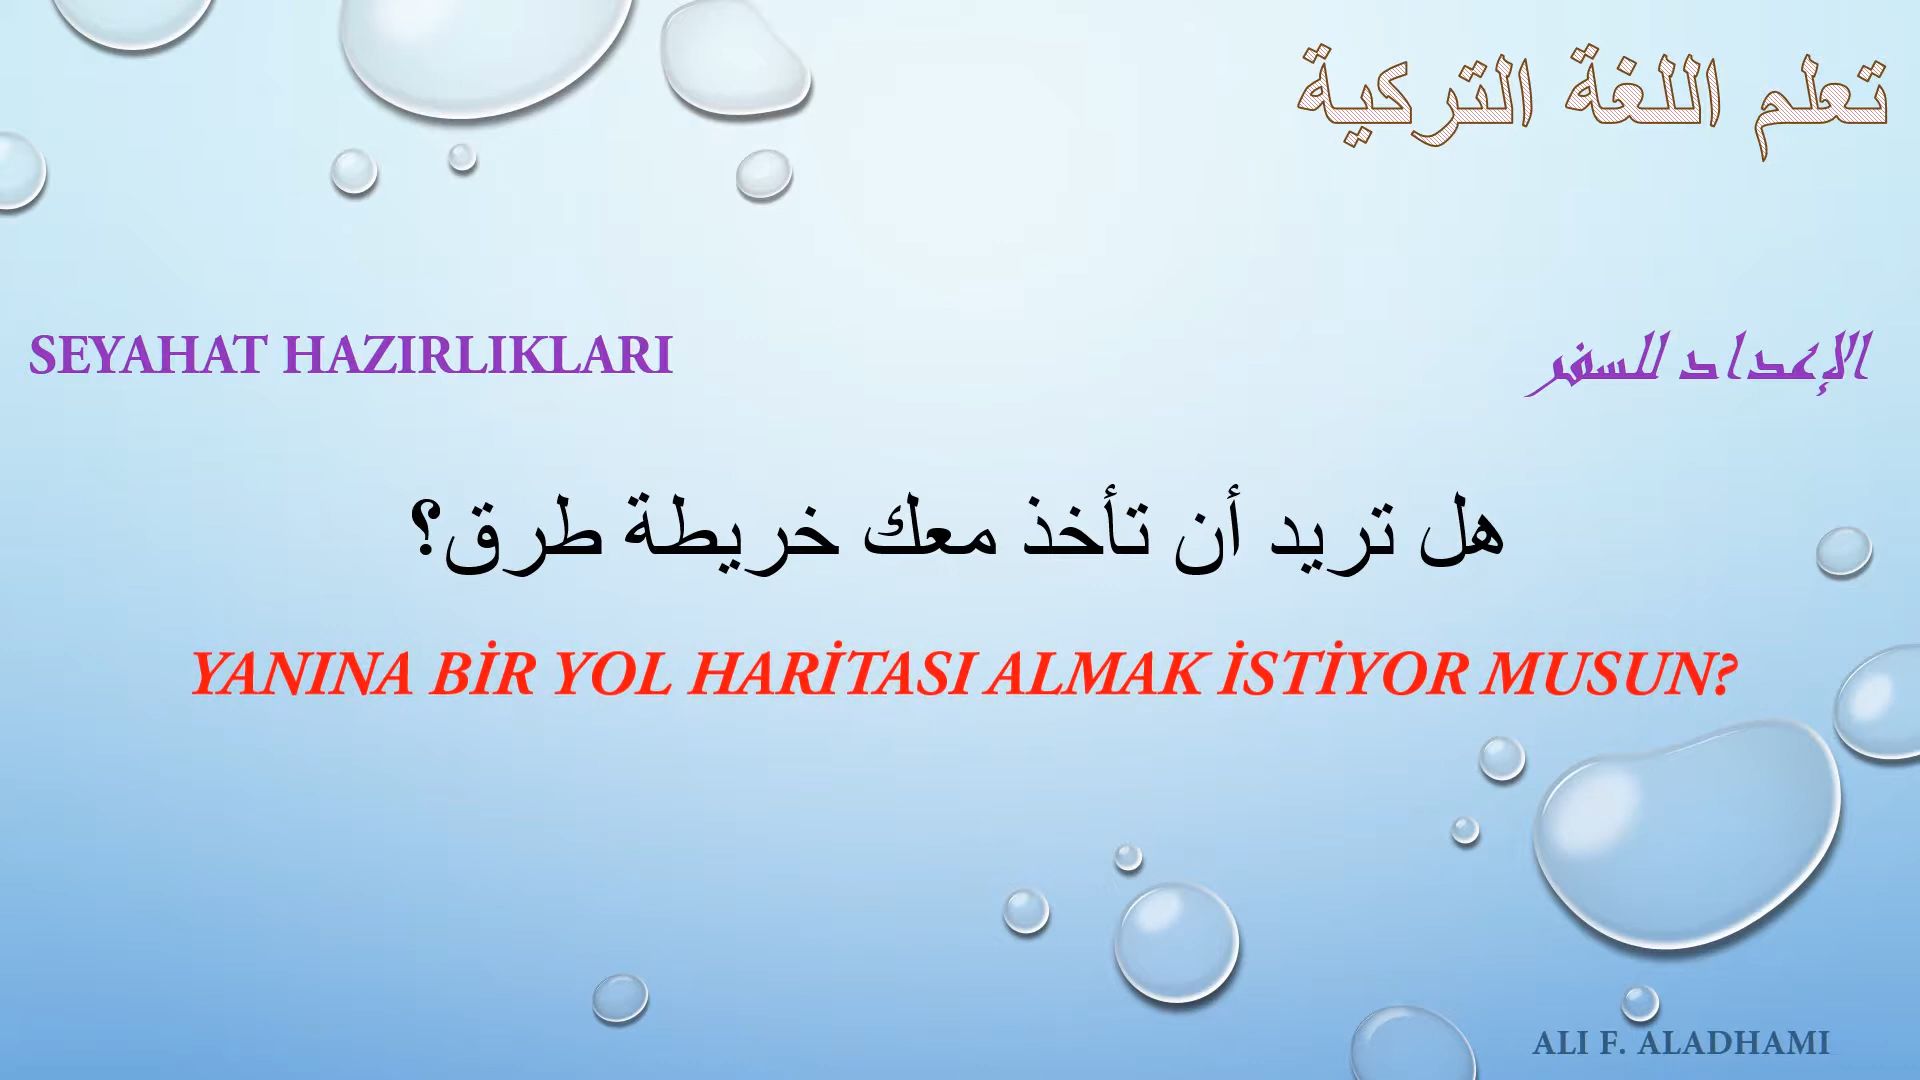 تعلم اللغة التركية
SEYAHAT HAZIRLIKLARI
الإعداد للسفر
هل تريد أن تأخذ معك خريطة طرق؟
YANINA BİR YOL HARİTASI ALMAK İSTİYOR MUSUN?
ALI F. ALADHAMI